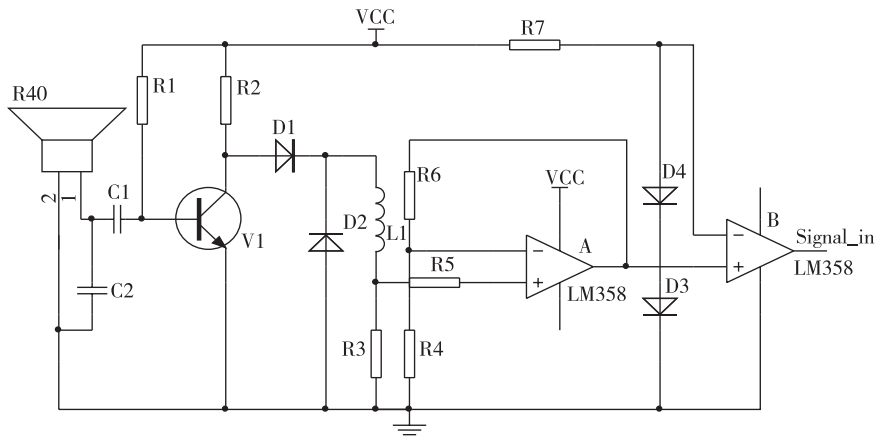 VCC
R7
R40
R1
R2
D1
R6
VCC
D4
2
1
C1
V1
D2
L1
A
B
Signal_in
R5
−
+
−
+
LM358
LM358
C2
D3
R3
R4